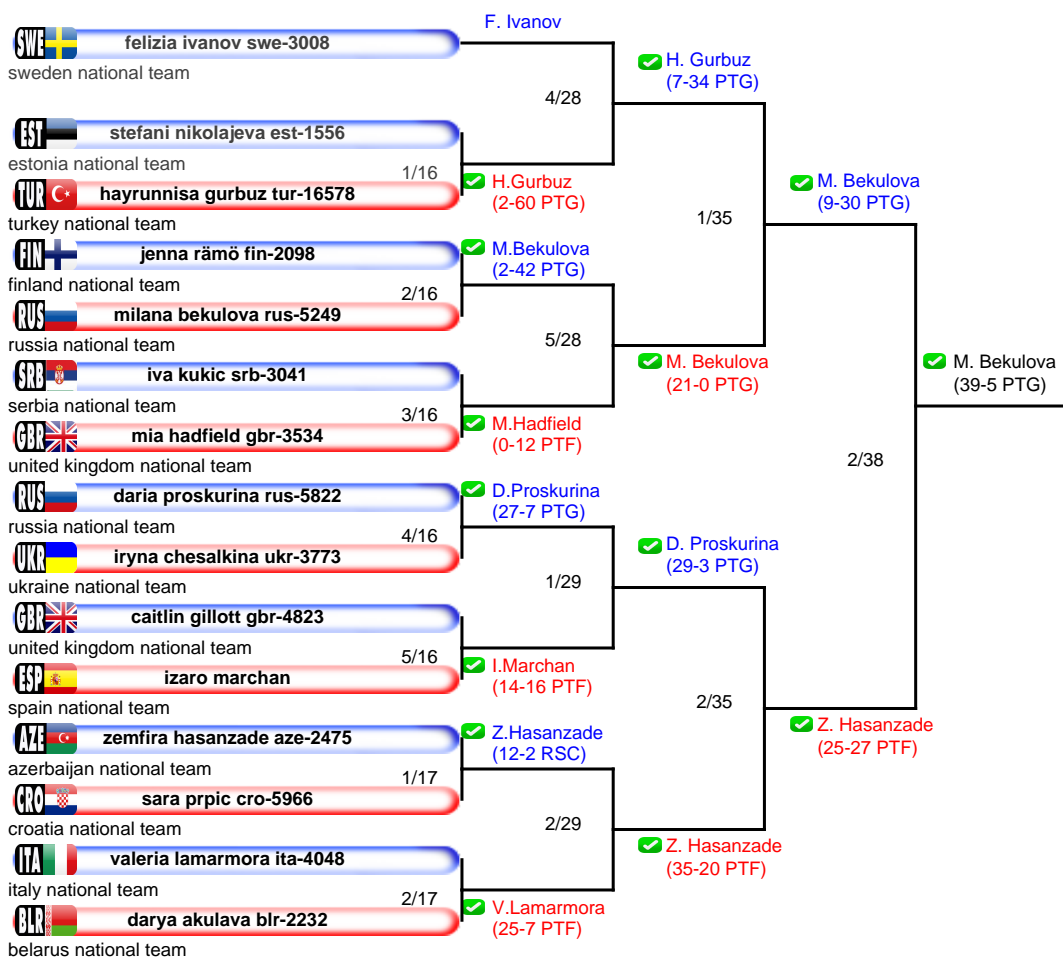 F. Ivanov
SWE felizia ivanov swe-3008
sweden national team
H. Gurbuz
(7-34 PTG)
4/28
EST stefani nikolajeva est-1556
estonia national team
1/16
TUR hayrunnisa gurbuz tur-16578
turkey national team
H.Gurbuz
(2-60 PTG)
M. Bekulova
(9-30 PTG)
1/35
FIN jenna rämö fin-2098
finland national team
M.Bekulova
(2-42 PTG)
2/16
RUS milana bekulova rus-5249
russia national team
5/28
M. Bekulova
(21-0 PTG)
SRB iva kukic srb-3041
serbia national team
3/16
GBR mia hadfield gbr-3534
united kingdom national team
M.Hadfield
(0-12 PTF)
M. Bekulova
(39-5 PTG)
2/38
RUS daria proskurina rus-5822
russia national team
D.Proskurina
(27-7 PTG)
4/16
UKR iryna chesalkina ukr-3773
ukraine national team
D. Proskurina
(29-3 PTG)
1/29
GBR caitlin gillott gbr-4823
united kingdom national team
5/16
ESP izaro marchan
spain national team
I.Marchan
(14-16 PTF)
2/35
AZE zemfira hasanzade aze-2475
azerbaijan national team
Z.Hasanzade
(12-2 RSC)
Z. Hasanzade
(25-27 PTF)
1/17
CRO sara prpic cro-5966
croatia national team
2/29
Z. Hasanzade
(35-20 PTF)
ITA valeria lamarmora ita-4048
italy national team
2/17
BLR darya akulava blr-2232
belarus national team
V.Lamarmora
(25-7 PTF)